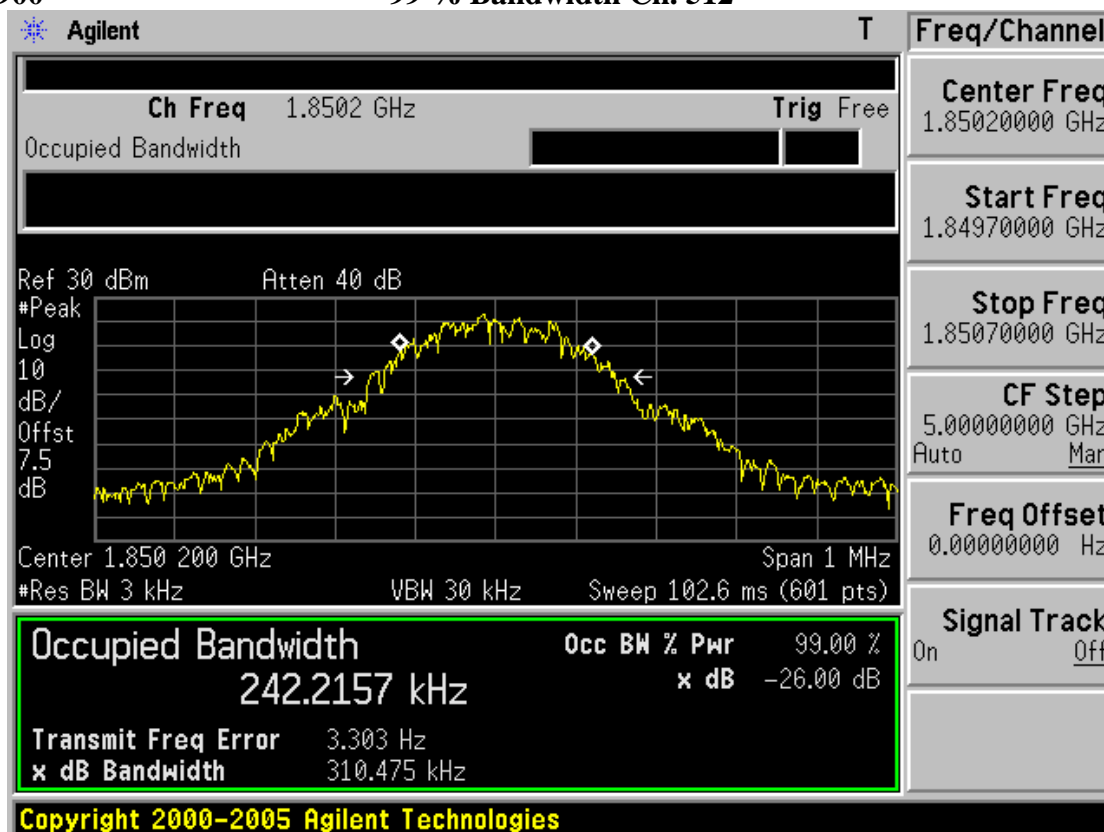 99 % Bandwidth Ch. 512
Agilent T
Freq/Channel
Ch Freq 1.8502 GHz Trig Free
Occupied Bandwidth
Center Freq
1.85020000 GHz
Start Freq
1.84970000 GHz
Stop Freq
1.85070000 GHz
CF Step
5.00000000 GHz
Auto Man
Freq Offset
0.00000000 Hz
Signal Track
On Off
Ref 30 dBm Atten 40 dB
#Peak
Log
10
dB/
Offst
7.5
dB
Center 1.850 200 GHz Span 1 MHz
#Res BW 3 kHz VBW 30 kHz Sweep 102.6 ms (601 pts)
Occupied Bandwidth
242.2157 kHz
Occ BW % Pwr 99.00 %
x dB -26.00 dB
Transmit Freq Error 3.303 Hz
x dB Bandwidth 310.475 kHz
Copyright 2000-2005 Agilent Technologies